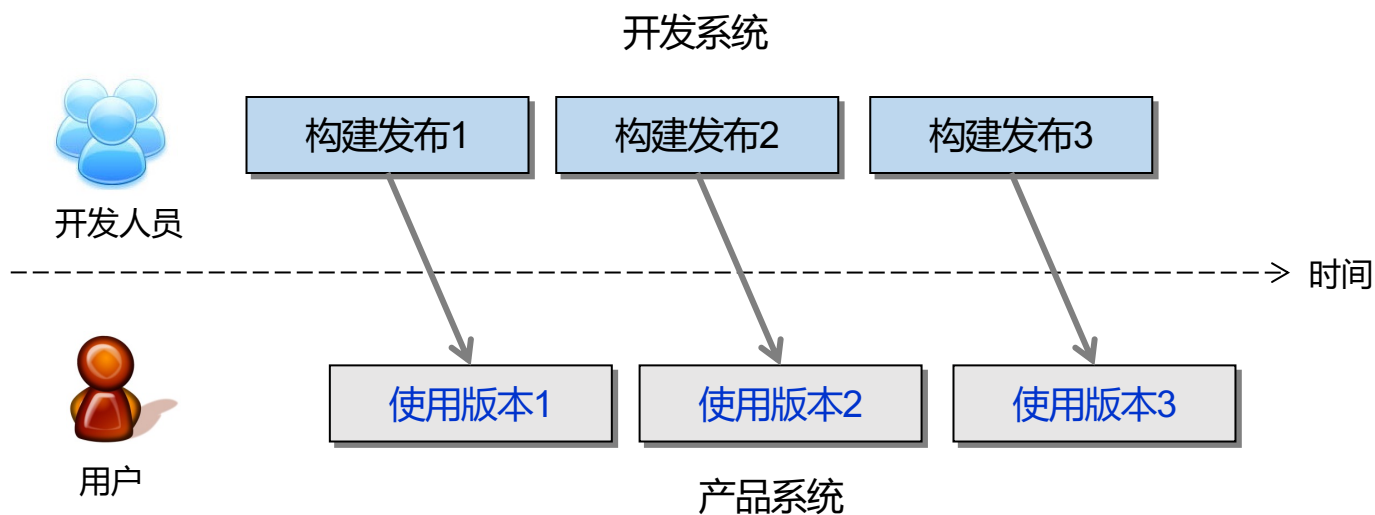 开发系统
构建发布1
构建发布2
构建发布3
开发人员
时间
使用版本1
使用版本2
使用版本3
用户
产品系统